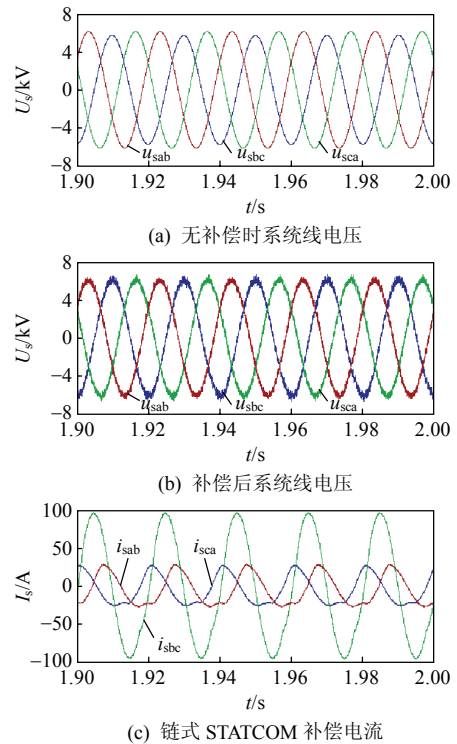 U_s/kV
8
4
0
−4
−8
u_sab
u_sbc
u_sca
1.90 1.92 1.94 1.96 1.98 2.00
t/s
(a) 无补偿时系统线电压
U_s/kV
8
4
0
−4
−8
u_sab
u_sbc
u_sca
1.90 1.92 1.94 1.96 1.98 2.00
t/s
(b) 补偿后系统线电压
I_s/A
100
50
0
−50
−100
i_sab
i_sca
i_sbc
1.90 1.92 1.94 1.96 1.98 2.00
t/s
(c) 链式 STATCOM 补偿电流